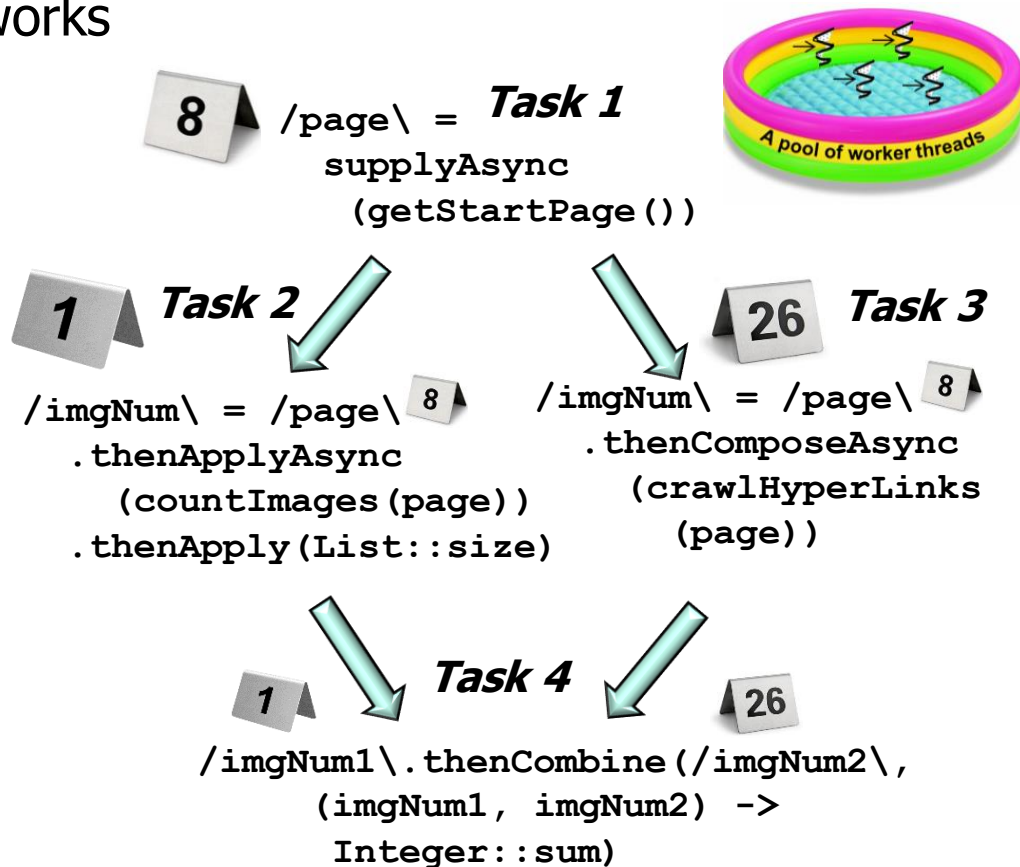 works
8 /page\ = Task 1
supplyAsync
(getStartPage())
A pool of worker threads
1 Task 2
26 Task 3
/imgNum\ = /page\ 8
.thenApplyAsync
(countImages(page))
.thenApply(List::size)
/imgNum\ = /page\ 8
.thenComposeAsync
(crawlHyperLinks
(page))
Task 4
1
26
/imgNum1\.thenCombine(/imgNum2\,
(imgNum1, imgNum2) ->
Integer::sum)